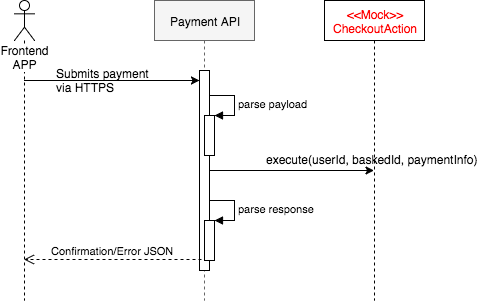 Payment API
<<Mock>>
CheckoutAction
Frontend
APP
Submits payment
via HTTPS
parse payload
execute(userId, baskedId, paymentInfo)
parse response
Confirmation/Error JSON